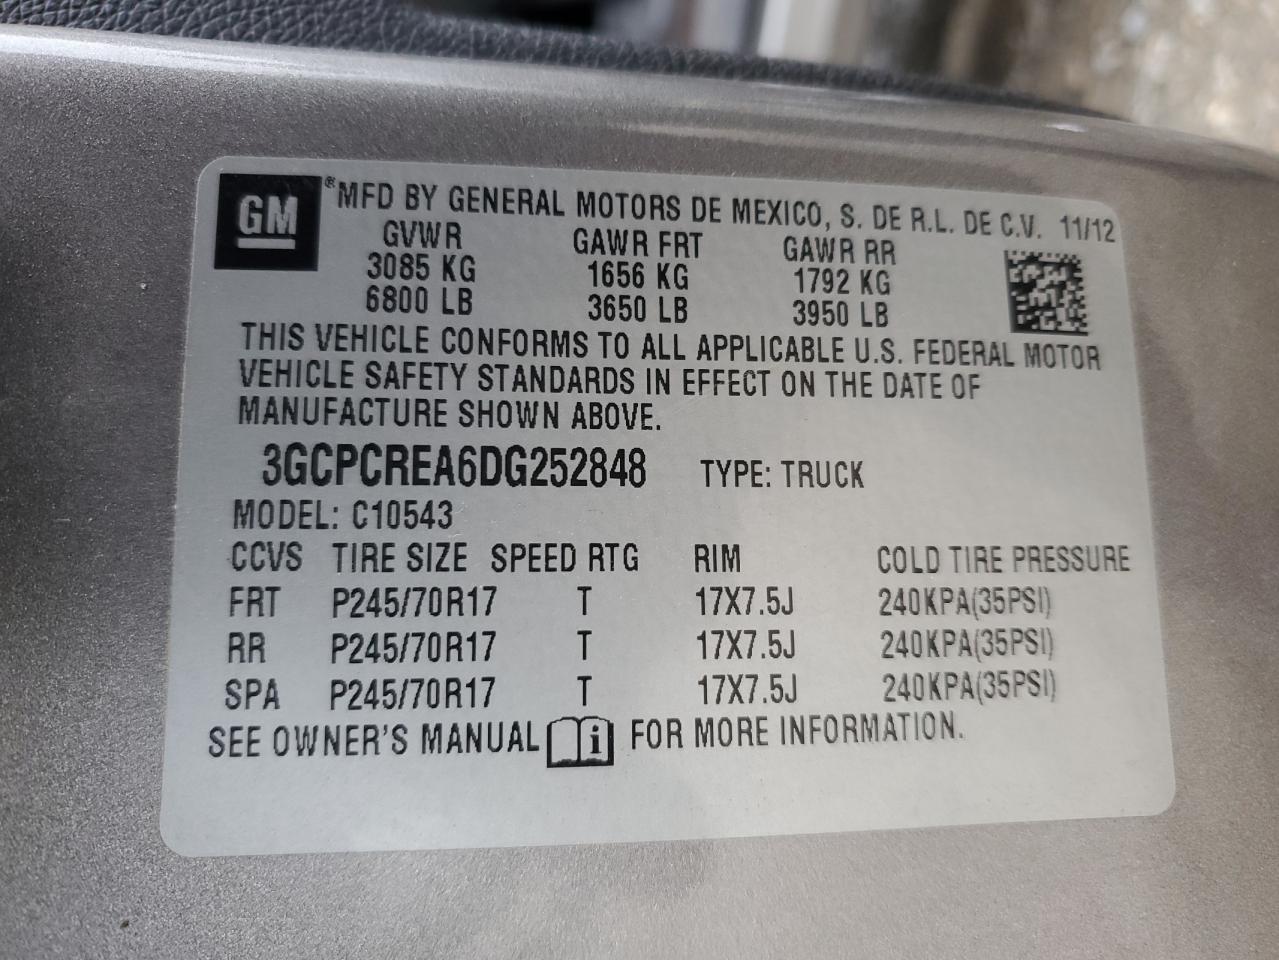 GM ® MFD BY GENERAL MOTORS DE MEXICO, S. DE R.L. DE C.V. 11/12
GVWR GAWR FRT GAWR RR
3085 KG 1656 KG 1792 KG
6800 LB 3650 LB 3950 LB
THIS VEHICLE CONFORMS TO ALL APPLICABLE U.S. FEDERAL MOTOR
VEHICLE SAFETY STANDARDS IN EFFECT ON THE DATE OF
MANUFACTURE SHOWN ABOVE.
3GCPCREA6DG252848 TYPE: TRUCK
MODEL: C10543
CCVS TIRE SIZE SPEED RTG RIM COLD TIRE PRESSURE
FRT P245/70R17 T 17X7.5J 240KPA(35PSI)
RR P245/70R17 T 17X7.5J 240KPA(35PSI)
SPA P245/70R17 T 17X7.5J 240KPA(35PSI)
SEE OWNER'S MANUAL i FOR MORE INFORMATION.